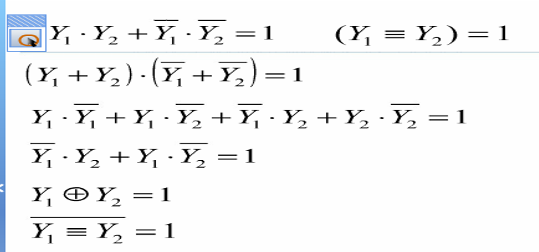 Y₁ · Y₂ + Y̅₁ · Y̅₂ = 1 (Y₁ ≡ Y₂) = 1
(Y₁ + Y₂) · (Y̅₁ + Y̅₂) = 1
Y₁ · Y̅₁ + Y₁ · Y̅₂ + Y̅₁ · Y₂ + Y₂ · Y̅₂ = 1
Y̅₁ · Y₂ + Y₁ · Y̅₂ = 1
Y₁ ⊕ Y₂ = 1
\overline{Y₁ ≡ Y₂} = 1